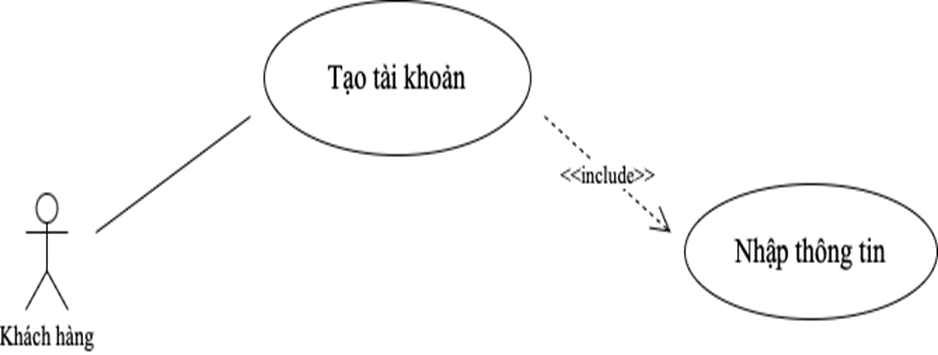 Tạo tài khoản
<<include>>
Nhập thông tin
Khách hàng